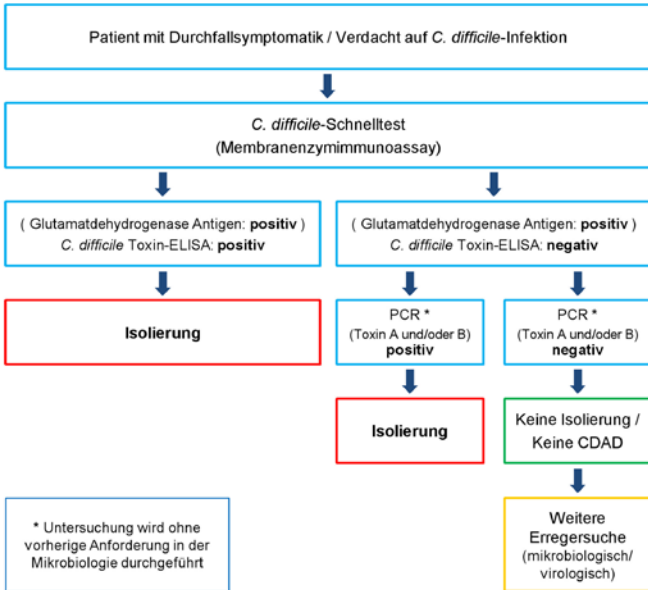 Patient mit Durchfallsymptomatik / Verdacht auf C. difficile-Infektion
C. difficile-Schnelltest
(Membranenzymimmunoassay)
( Glutamatdehydrogenase Antigen: positiv )
C. difficile Toxin-ELISA: positiv
( Glutamatdehydrogenase Antigen: positiv )
C. difficile Toxin-ELISA: negativ
Isolierung
PCR *
(Toxin A und/oder B)
positiv
PCR *
(Toxin A und/oder B)
negativ
Isolierung
Keine Isolierung /
Keine CDAD
* Untersuchung wird ohne
vorherige Anforderung in der
Mikrobiologie durchgeführt
Weitere
Erregersuche
(mikrobiologisch/
virologisch)